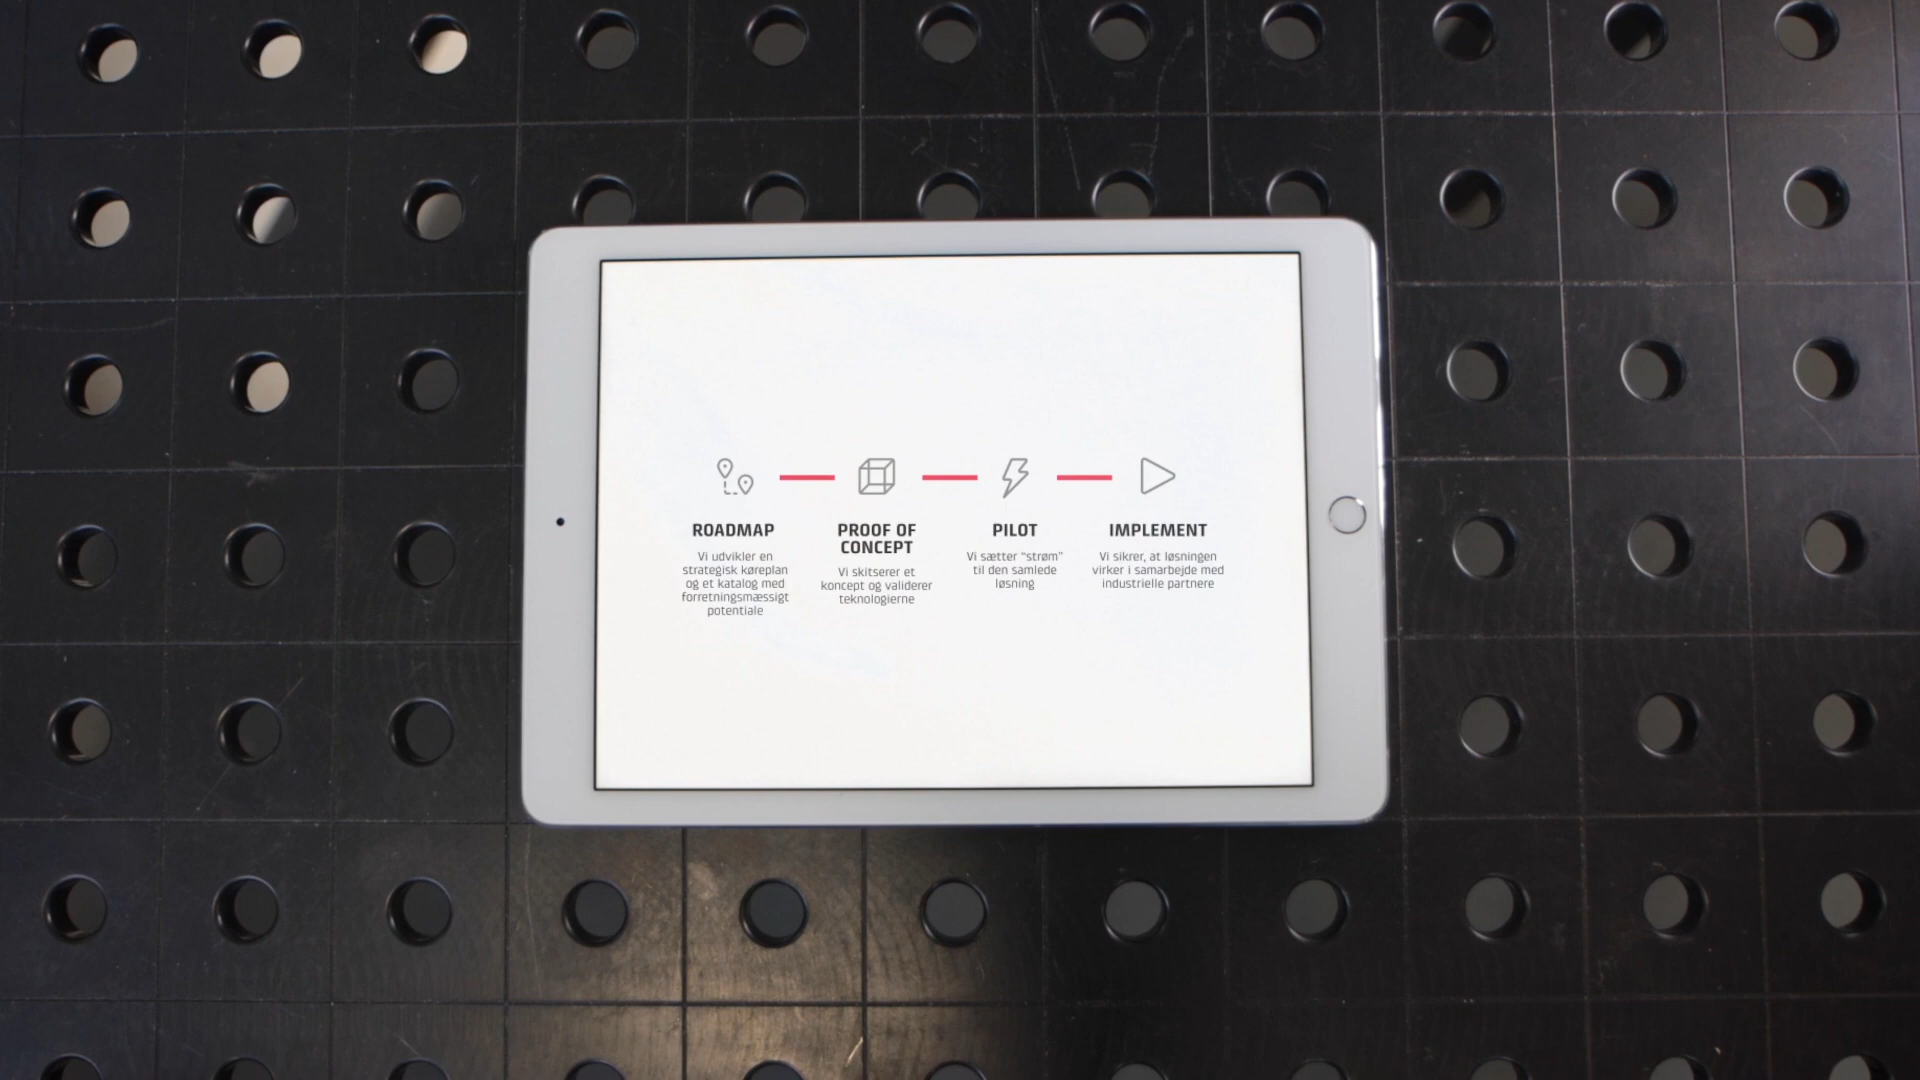 ROADMAP
Vi udvikler en
strategisk køreplan
og et katalog med
forretningsmæssigt
potentiale
PROOF OF
CONCEPT
Vi skitserer et
koncept og validerer
teknologierne
PILOT
Vi sætter "strøm"
til den samlede
løsning
IMPLEMENT
Vi sikrer, at løsningen
virker i samarbejde med
industrielle partnere